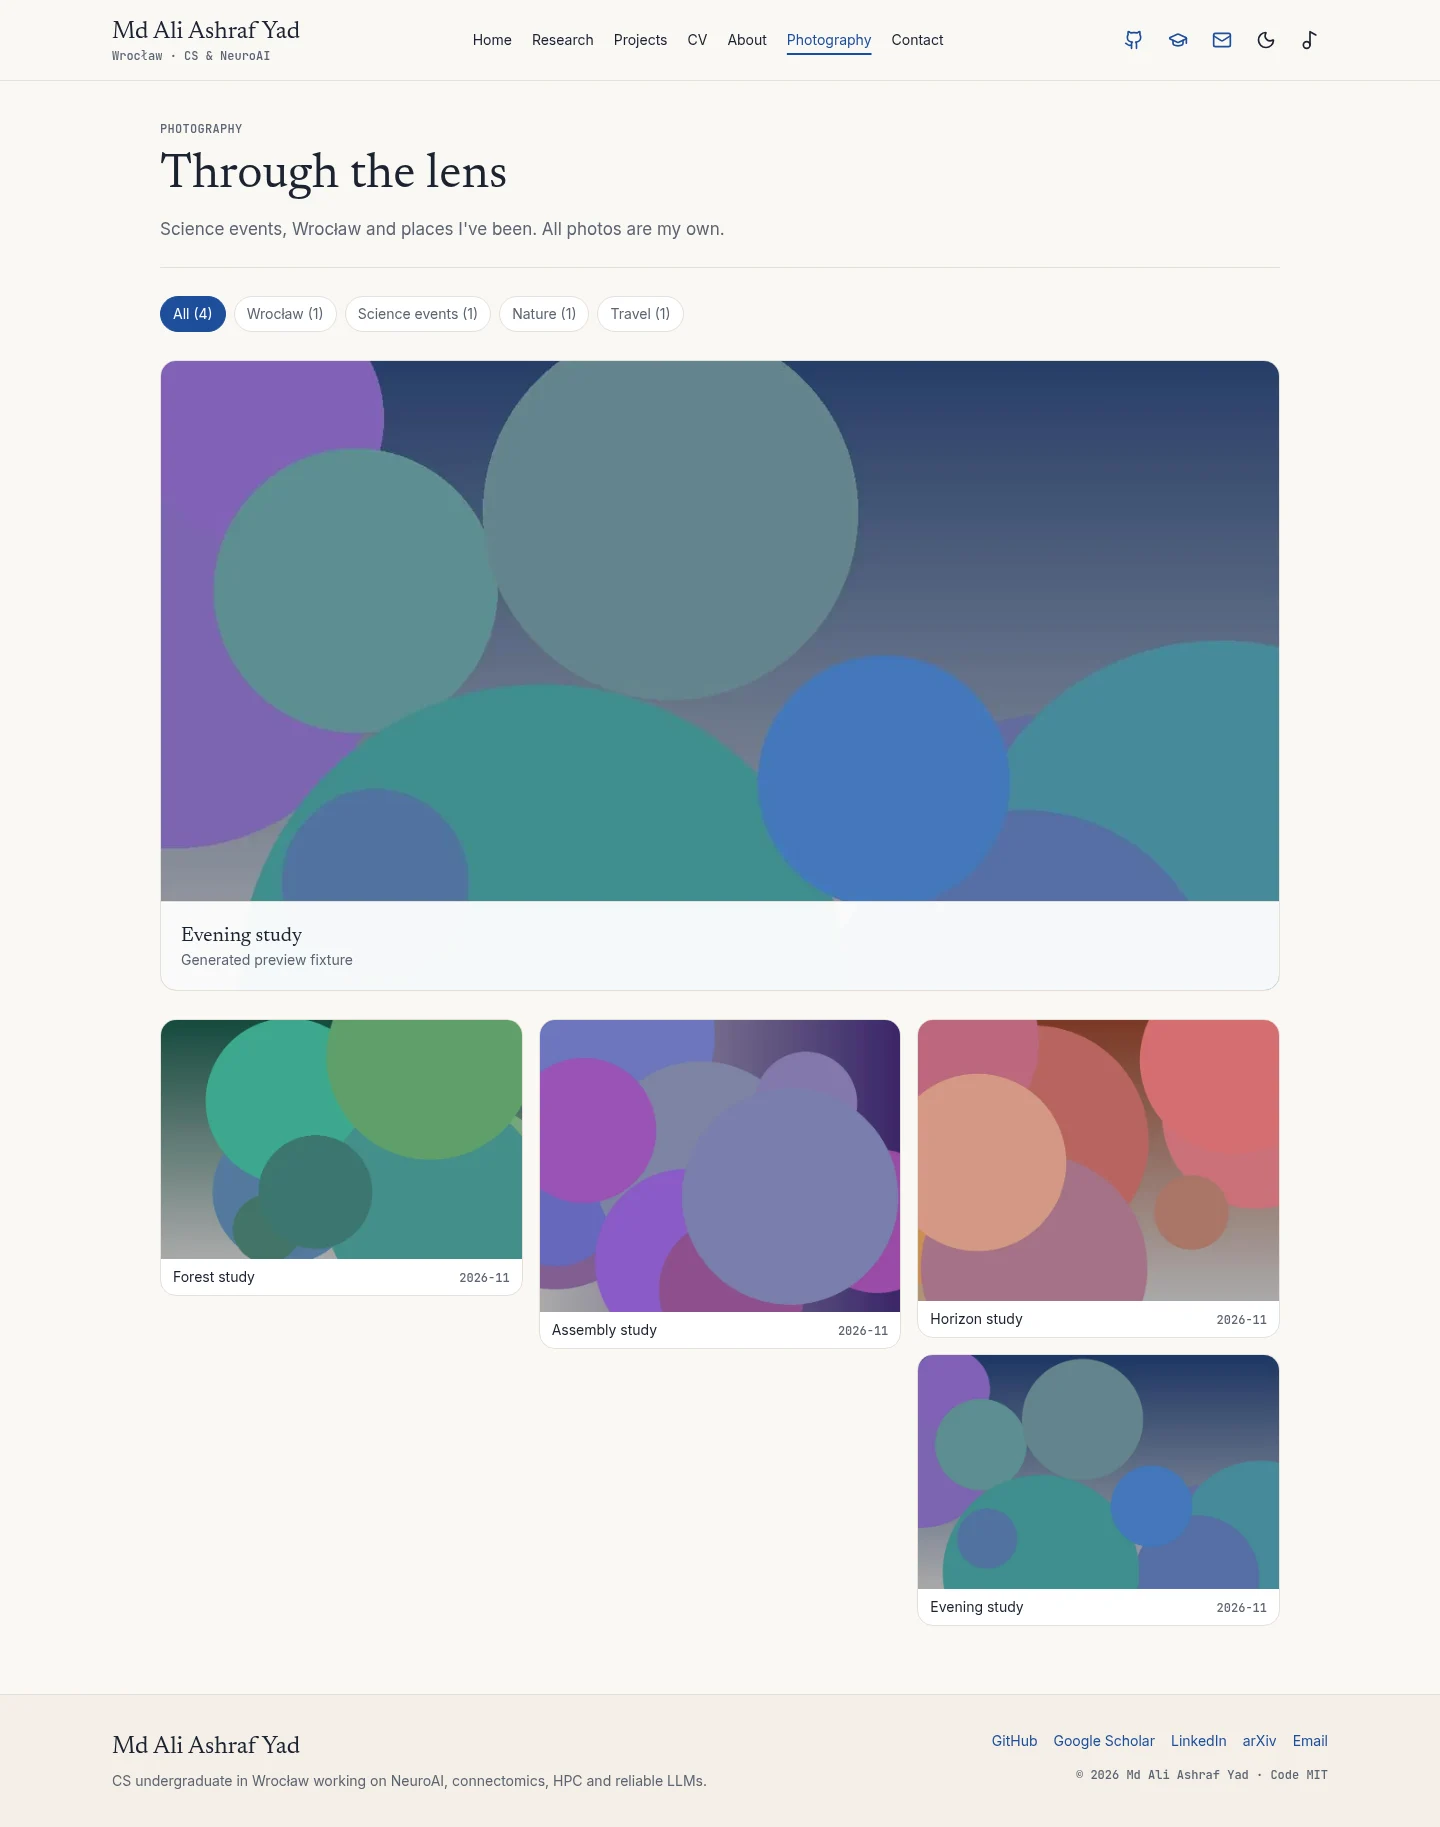 Md Ali Ashraf Yad
Wrocław · CS & NeuroAI
Home Research Projects CV About Photography Contact
PHOTOGRAPHY
Through the lens
Science events, Wrocław and places I've been. All photos are my own.
All (4) Wrocław (1) Science events (1) Nature (1) Travel (1)
Evening study
Generated preview fixture
Forest study 2026-11
Assembly study 2026-11
Horizon study 2026-11
Evening study 2026-11
Md Ali Ashraf Yad
CS undergraduate in Wrocław working on NeuroAI, connectomics, HPC and reliable LLMs.
GitHub Google Scholar LinkedIn arXiv Email
© 2026 Md Ali Ashraf Yad · Code MIT